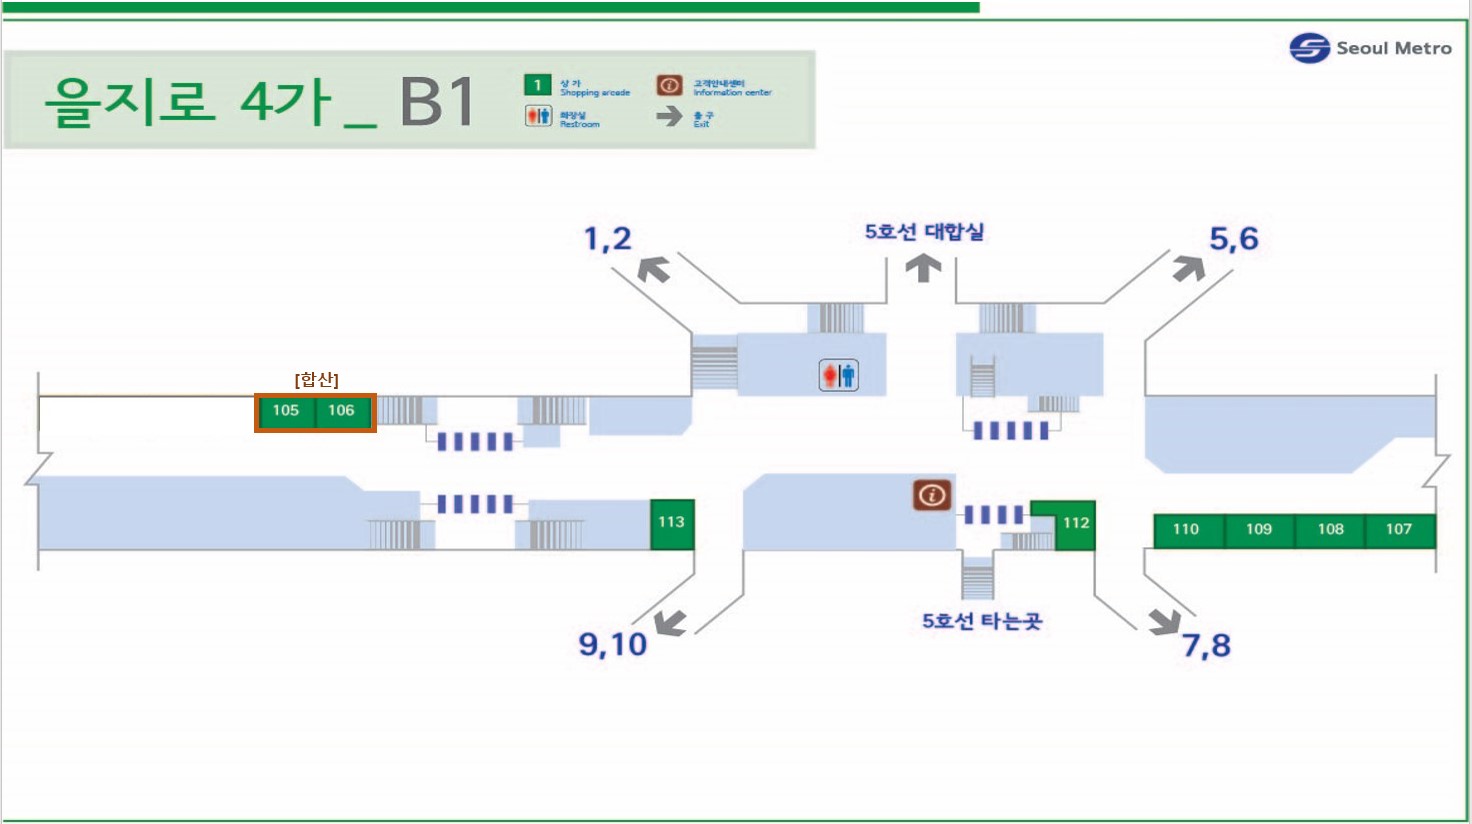 Seoul Metro
을지로 4가 _ B1
1 상 가
Shopping arcade
고객안내센터
Information center
화장실
Restroom
출 구
Exit
1,2
5호선 대합실
5,6
[합산]
105 106
113
112
110 109 108 107
5호선 타는곳
9,10
7,8